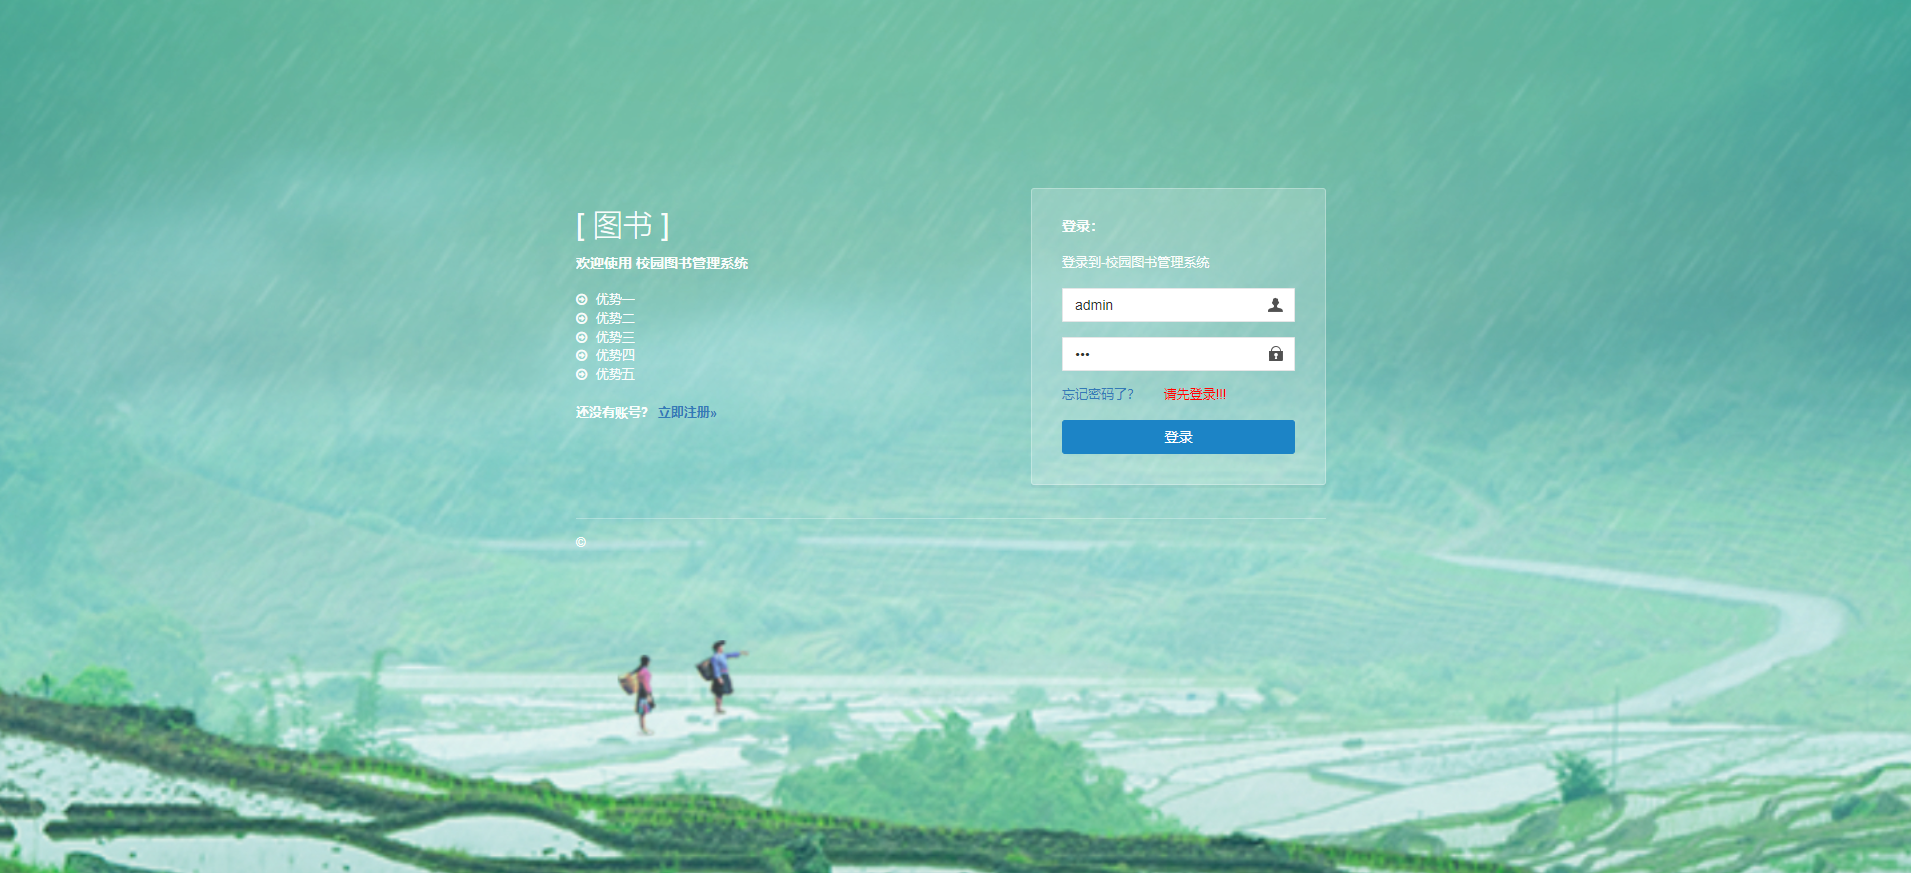 [ 图书 ]
欢迎使用 校园图书管理系统
优势一
优势二
优势三
优势四
优势五
还没有账号? 立即注册»
登录:
登录到-校园图书管理系统
admin
•••
忘记密码了? 请先登录!!!
登录
©